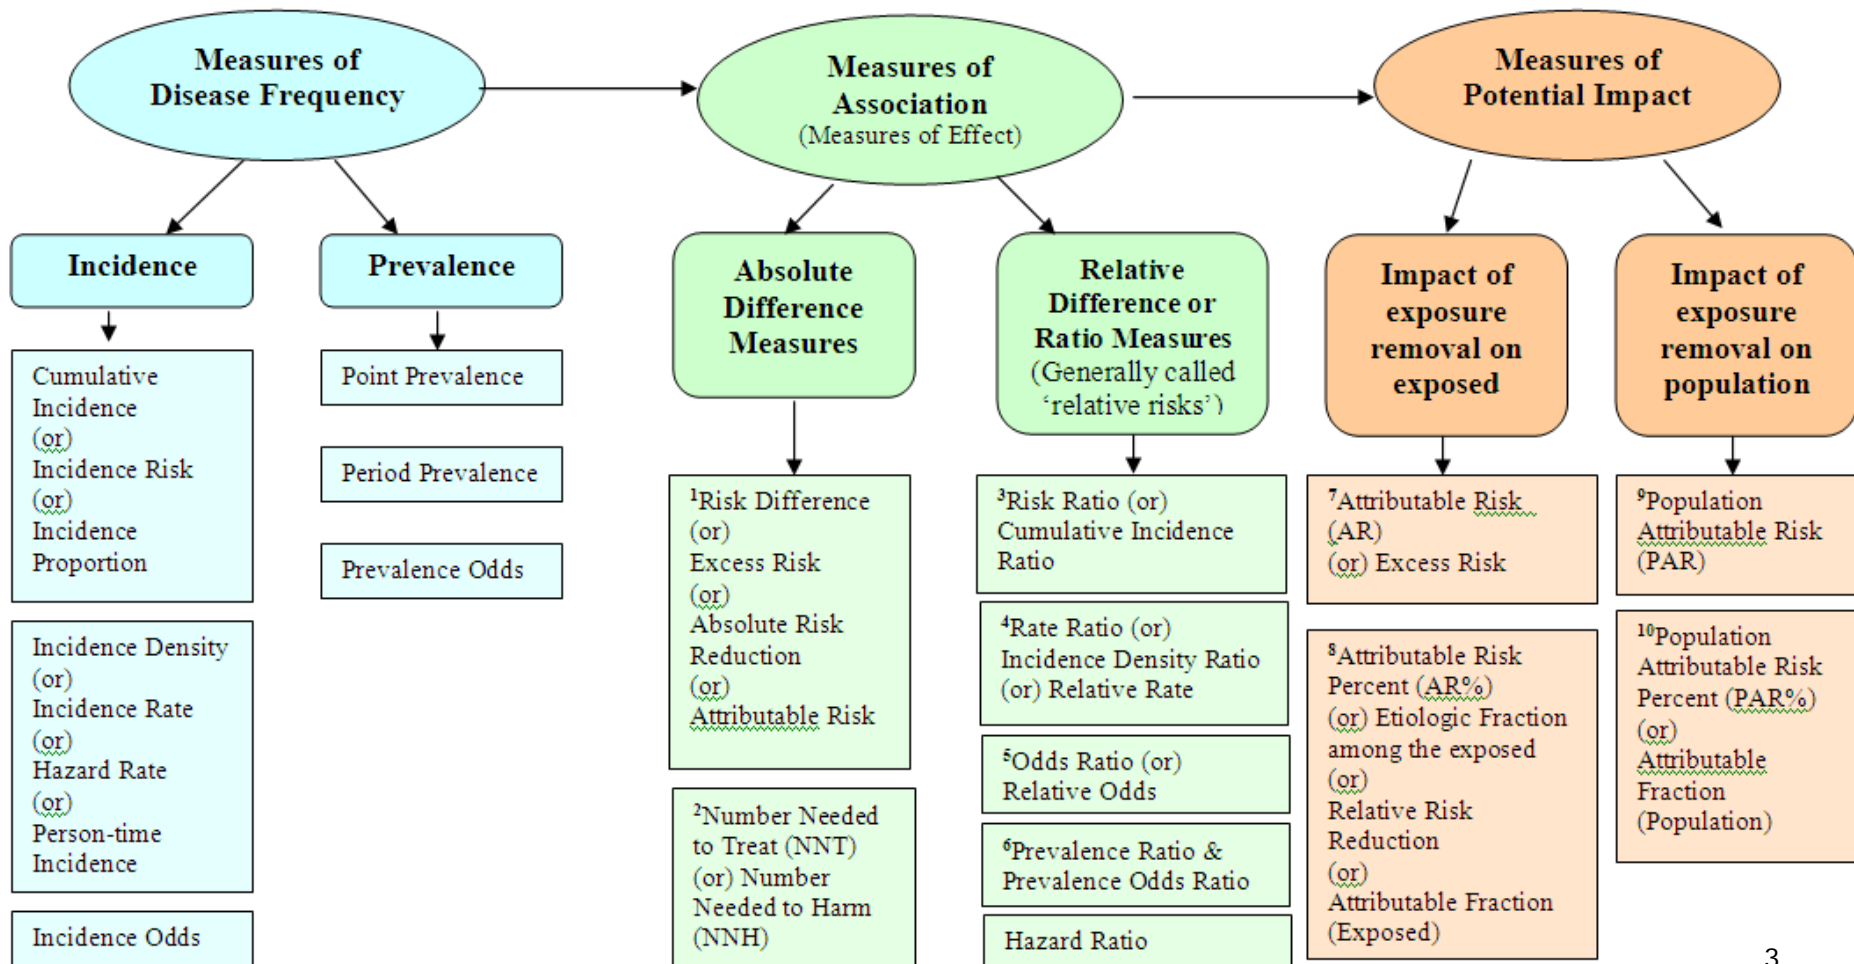 Measures of
Disease Frequency
Measures of
Association
(Measures of Effect)
Measures of
Potential Impact
Incidence
Prevalence
Absolute
Difference
Measures
Relative
Difference or
Ratio Measures
(Generally called
‘relative risks’)
Impact of
exposure
removal on
exposed
Impact of
exposure
removal on
population
Cumulative
Incidence
(or)
Incidence Risk
(or)
Incidence
Proportion
Incidence Density
(or)
Incidence Rate
(or)
Hazard Rate
(or)
Person-time
Incidence
Incidence Odds
Point Prevalence
Period Prevalence
Prevalence Odds
¹Risk Difference
(or)
Excess Risk
(or)
Absolute Risk
Reduction
(or)
Attributable Risk
²Number Needed
to Treat (NNT)
(or) Number
Needed to Harm
(NNH)
³Risk Ratio (or)
Cumulative Incidence
Ratio
⁴Rate Ratio (or)
Incidence Density Ratio
(or) Relative Rate
⁵Odds Ratio (or)
Relative Odds
⁶Prevalence Ratio &
Prevalence Odds Ratio
Hazard Ratio
⁷Attributable Risk
(AR)
(or) Excess Risk
⁸Attributable Risk
Percent (AR%)
(or) Etiologic Fraction
among the exposed
(or)
Relative Risk
Reduction
(or)
Attributable Fraction
(Exposed)
⁹Population
Attributable Risk
(PAR)
¹⁰Population
Attributable Risk
Percent (PAR%)
(or)
Attributable
Fraction
(Population)
3